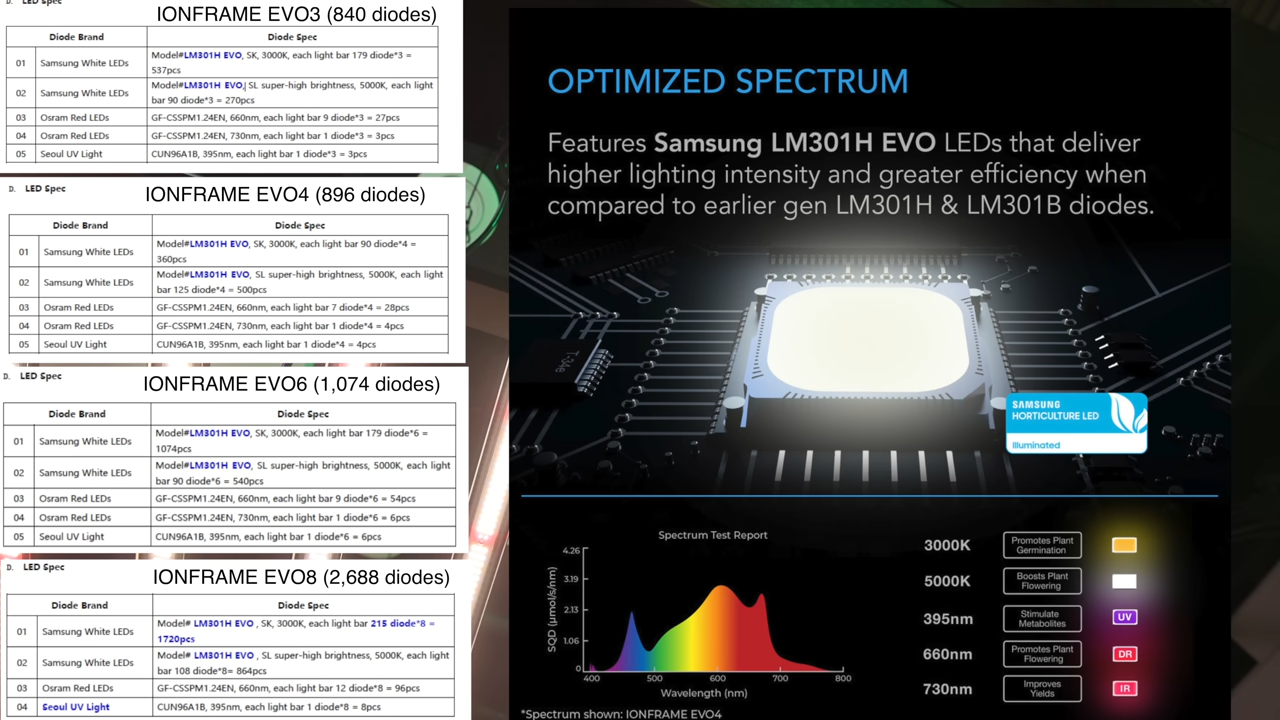 D. LED Spec
IONFRAME EVO3 (840 diodes)
Diode Brand Diode Spec
01 Samsung White LEDs Model#LM301H EVO, SK, 3000K, each light bar 179 diode*3 =
537pcs
02 Samsung White LEDs Model#LM301H EVO, SL super-high brightness, 5000K, each light
bar 90 diode*3 = 270pcs
03 Osram Red LEDs GF-CSSPM1.24EN, 660nm, each light bar 9 diode*3 = 27pcs
04 Osram Red LEDs GF-CSSPM1.24EN, 730nm, each light bar 1 diode*3 = 3pcs
05 Seoul UV Light CUN96A1B, 395nm, each light bar 1 diode*3 = 3pcs
D. LED Spec
IONFRAME EVO4 (896 diodes)
Diode Brand Diode Spec
01 Samsung White LEDs Model#LM301H EVO, SK, 3000K, each light bar 90 diode*4 =
360pcs
02 Samsung White LEDs Model#LM301H EVO, SL super-high brightness, 5000K, each light
bar 125 diode*4 = 500pcs
03 Osram Red LEDs GF-CSSPM1.24EN, 660nm, each light bar 7 diode*4 = 28pcs
04 Osram Red LEDs GF-CSSPM1.24EN, 730nm, each light bar 1 diode*4 = 4pcs
05 Seoul UV Light CUN96A1B, 395nm, each light bar 1 diode*4 = 4pcs
D. LED Spec
IONFRAME EVO6 (1,074 diodes)
Diode Brand Diode Spec
01 Samsung White LEDs Model#LM301H EVO, SK, 3000K, each light bar 179 diode*6 =
1074pcs
02 Samsung White LEDs Model#LM301H EVO, SL super-high brightness, 5000K, each light
bar 90 diode*6 = 540pcs
03 Osram Red LEDs GF-CSSPM1.24EN, 660nm, each light bar 9 diode*6 = 54pcs
04 Osram Red LEDs GF-CSSPM1.24EN, 730nm, each light bar 1 diode*6 = 6pcs
05 Seoul UV Light CUN96A1B, 395nm, each light bar 1 diode*6 = 6pcs
D. LED Spec
IONFRAME EVO8 (2,688 diodes)
Diode Brand Diode Spec
01 Samsung White LEDs Model# LM301H EVO , SK, 3000K, each light bar 215 diode*8 =
1720pcs
02 Samsung White LEDs Model# LM301H EVO , SL super-high brightness, 5000K, each light
bar 108 diode*8= 864pcs
03 Osram Red LEDs GF-CSSPM1.24EN, 660nm, each light bar 12 diode*8 = 96pcs
04 Seoul UV Light CUN96A1B, 395nm, each light bar 1 diode*8 = 8pcs
OPTIMIZED SPECTRUM
Features Samsung LM301H EVO LEDs that deliver
higher lighting intensity and greater efficiency when
compared to earlier gen LM301H & LM301B diodes.
SAMSUNG
HORTICULTURE LED
Illuminated
Spectrum Test Report
SQD (μmol/s/nm)
4.26
3.19
2.13
1.06
0
400 500 600 700 800
Wavelength (nm)
*Spectrum shown: IONFRAME EVO4
3000K Promotes Plant
Germination
5000K Boosts Plant
Flowering
395nm Stimulate
Metabolites UV
660nm Promotes Plant
Flowering DR
730nm Improves
Yields IR